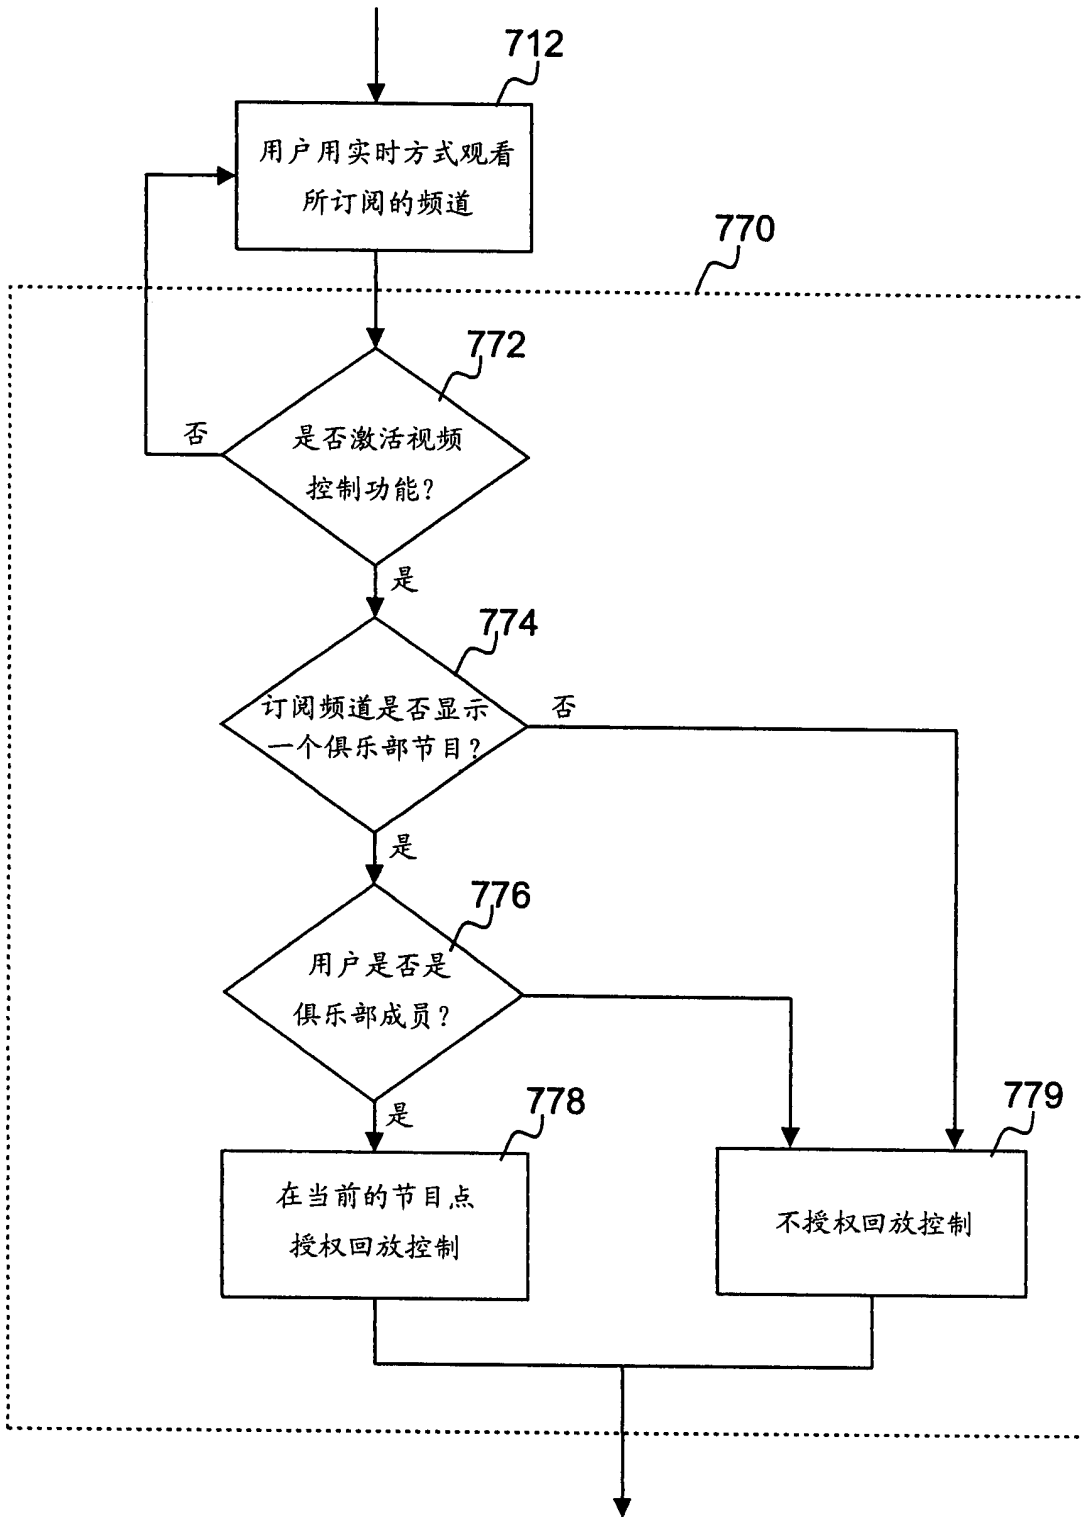 712
用户用实时方式观看
所订阅的频道
770
772
否
是否激活视频
控制功能?
是
774
订阅频道是否显示
一个俱乐部节目?
否
是
776
用户是否是
俱乐部成员?
是
778
在当前的节目点
授权回放控制
779
不授权回放控制